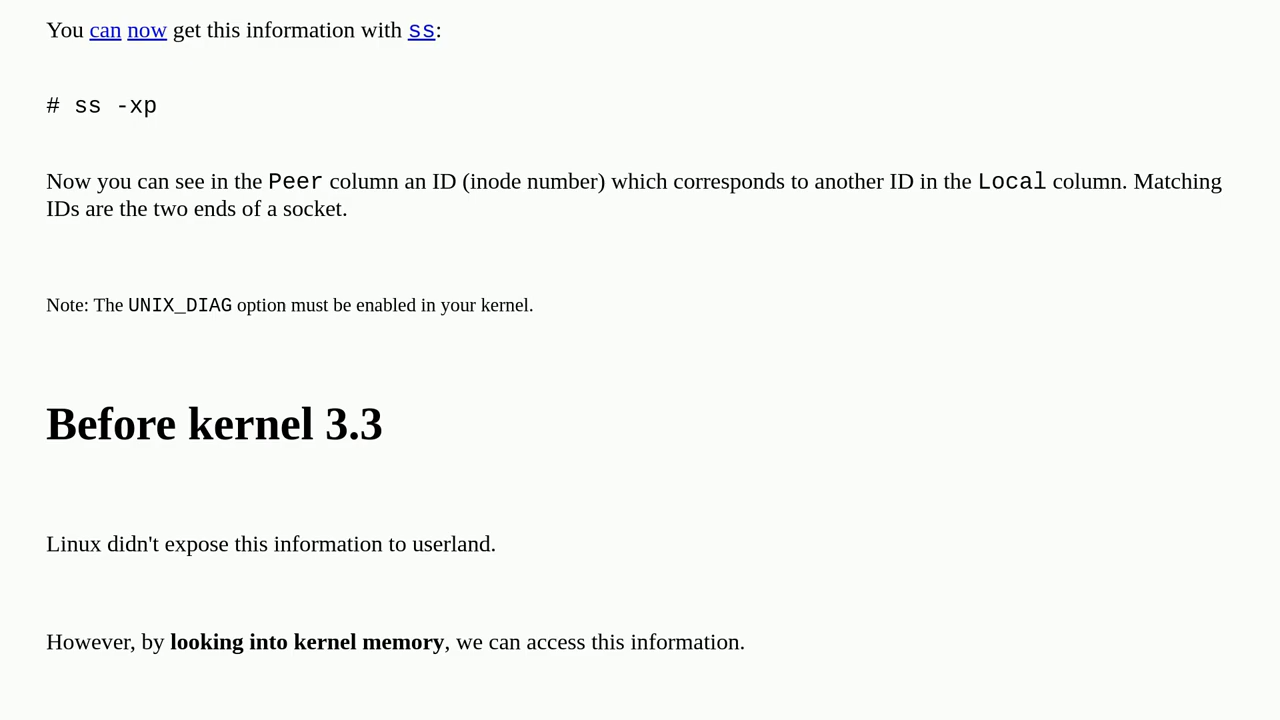 You can now get this information with ss:
# ss -xp
Now you can see in the Peer column an ID (inode number) which corresponds to another ID in the Local column. Matching
IDs are the two ends of a socket.
Note: The UNIX_DIAG option must be enabled in your kernel.
Before kernel 3.3
Linux didn't expose this information to userland.
However, by looking into kernel memory, we can access this information.